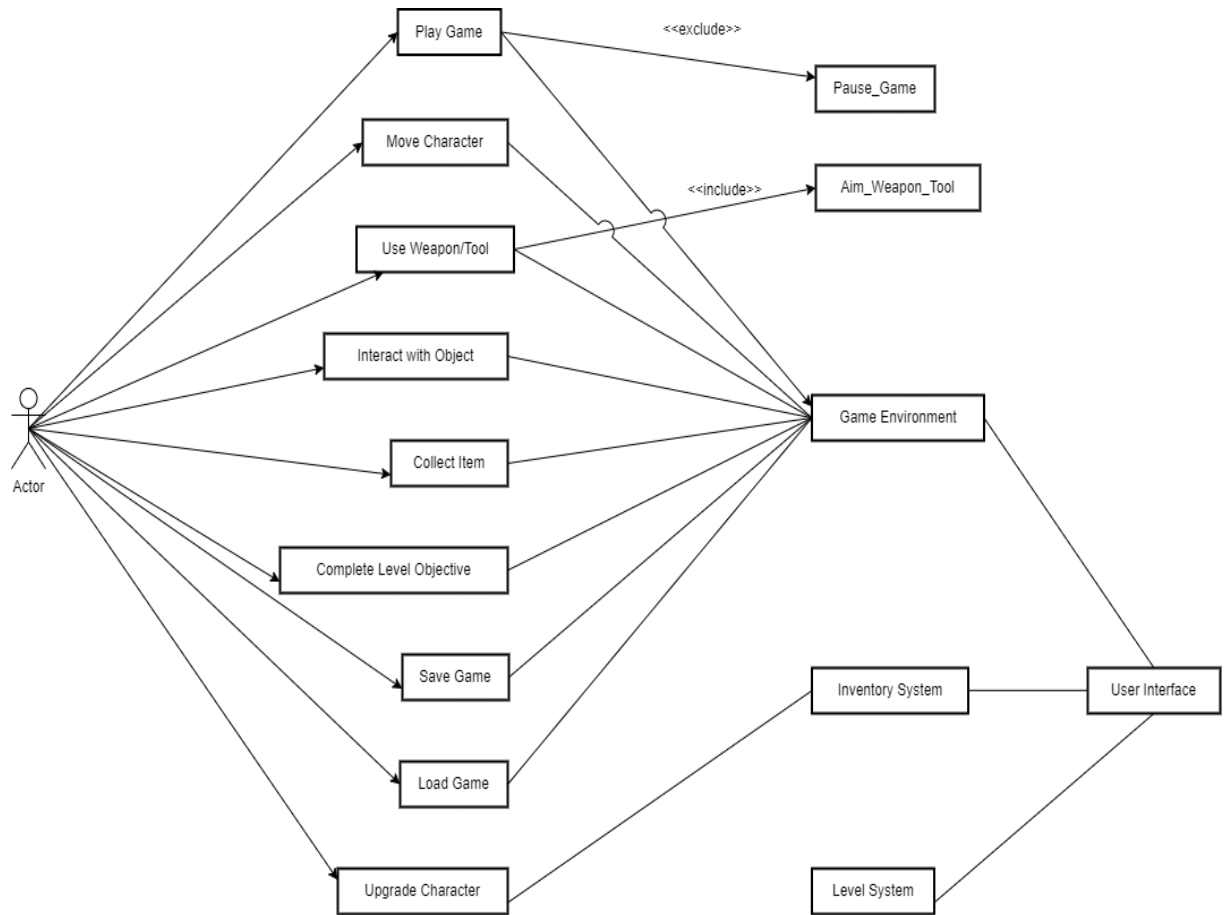 Play Game
<<exclude>>
Pause_Game
Move Character
<<include>>
Aim_Weapon_Tool
Use Weapon/Tool
Interact with Object
Game Environment
Collect Item
Actor
Complete Level Objective
Save Game
Inventory System
User Interface
Load Game
Upgrade Character
Level System